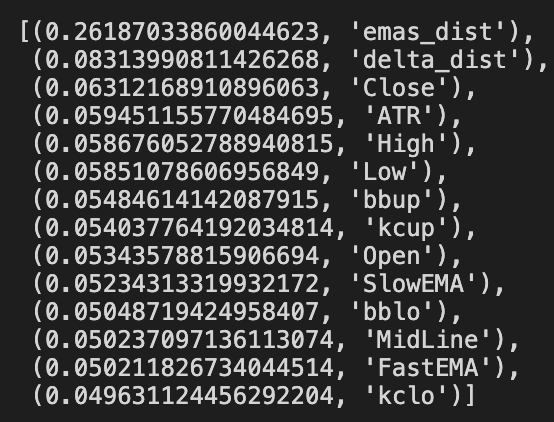 [(0.26187033860044623, 'emas_dist'),
(0.08313990811426268, 'delta_dist'),
(0.06312168910896063, 'Close'),
(0.059451155770484695, 'ATR'),
(0.058676052788940815, 'High'),
(0.05851078606956849, 'Low'),
(0.05484614142087915, 'bbup'),
(0.054037764192034814, 'kcup'),
(0.05343578815906694, 'Open'),
(0.05234313319932172, 'SlowEMA'),
(0.05048719424958407, 'bblo'),
(0.050237097136113074, 'MidLine'),
(0.050211826734044514, 'FastEMA'),
(0.049631124456292204, 'kclo')]